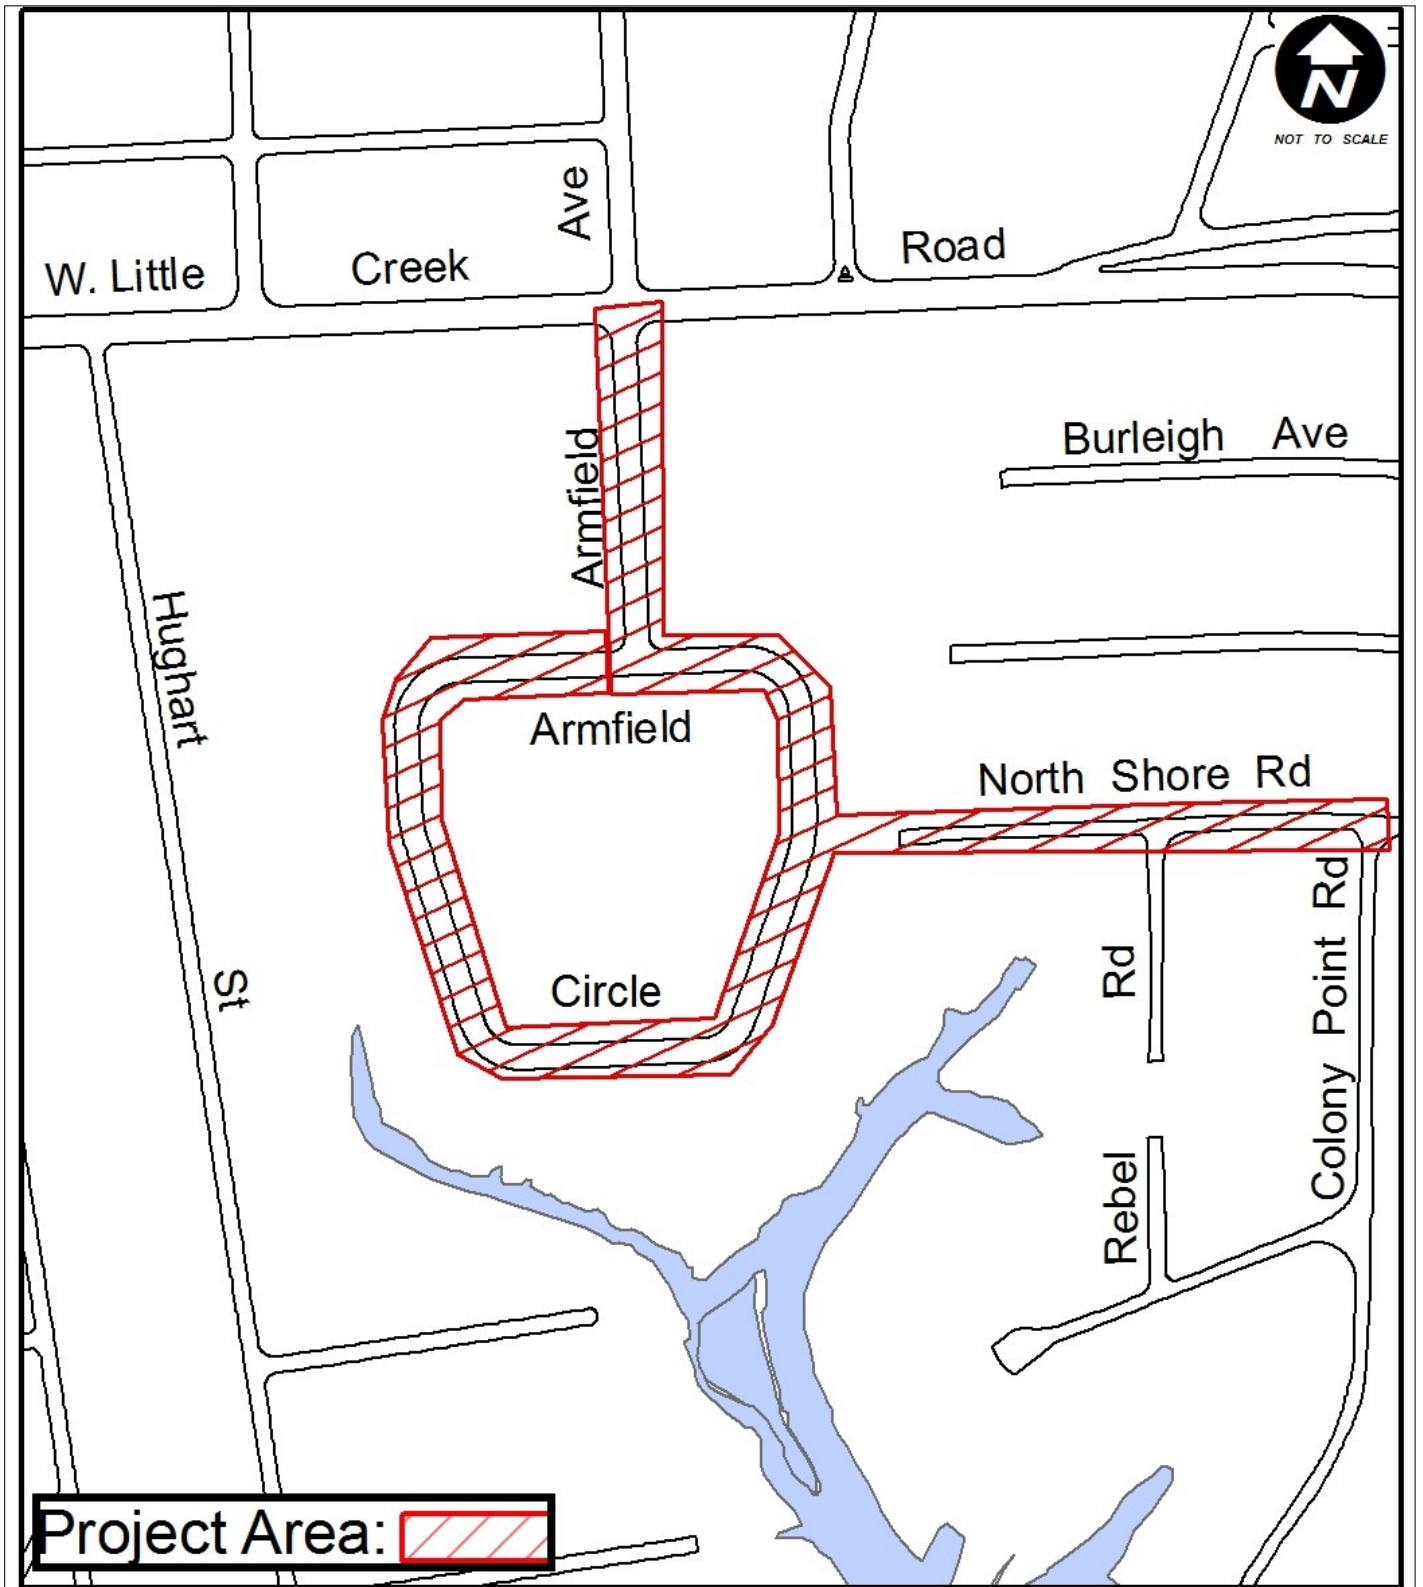 N
NOT TO SCALE
Ave
W. Little Creek Road
Armfield
Burleigh Ave
Hughart St
Armfield Circle
North Shore Rd
Rebel Rd
Colony Point Rd
Project Area: